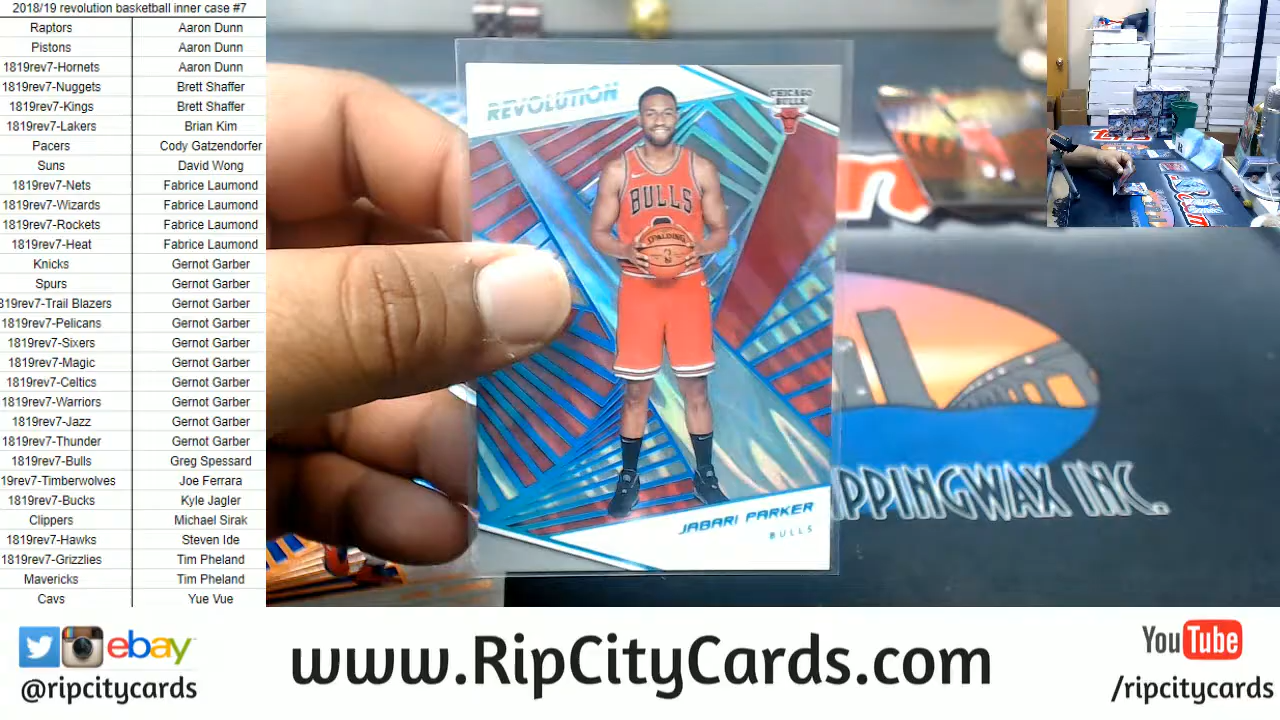 2018/19 revolution basketball inner case #7
Raptors Aaron Dunn
Pistons Aaron Dunn
1819rev7-Hornets Aaron Dunn
1819rev7-Nuggets Brett Shaffer
1819rev7-Kings Brett Shaffer
1819rev7-Lakers Brian Kim
Pacers Cody Gatzendorfer
Suns David Wong
1819rev7-Nets Fabrice Laumond
1819rev7-Wizards Fabrice Laumond
1819rev7-Rockets Fabrice Laumond
1819rev7-Heat Fabrice Laumond
Knicks Gernot Garber
Spurs Gernot Garber
819rev7-Trail Blazers Gernot Garber
1819rev7-Pelicans Gernot Garber
1819rev7-Sixers Gernot Garber
1819rev7-Magic Gernot Garber
1819rev7-Celtics Gernot Garber
1819rev7-Warriors Gernot Garber
1819rev7-Jazz Gernot Garber
1819rev7-Thunder Gernot Garber
1819rev7-Bulls Greg Spessard
19rev7-Timberwolves Joe Ferrara
1819rev7-Bucks Kyle Jagler
Clippers Michael Sirak
1819rev7-Hawks Steven Ide
1819rev7-Grizzlies Tim Pheland
Mavericks Tim Pheland
Cavs Yue Vue
REVOLUTION
CHICAGO
BULLS
BULLS
SPALDING
JABARI PARKER
BULLS
PPINGWAX INC.
ebay
@ripcitycards
www.RipCityCards.com
YouTube
/ripcitycards